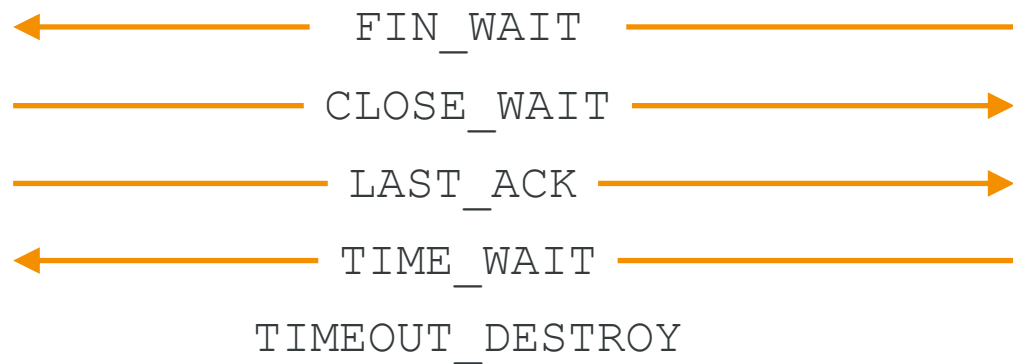 FIN_WAIT
CLOSE_WAIT
LAST_ACK
TIME_WAIT
TIMEOUT_DESTROY